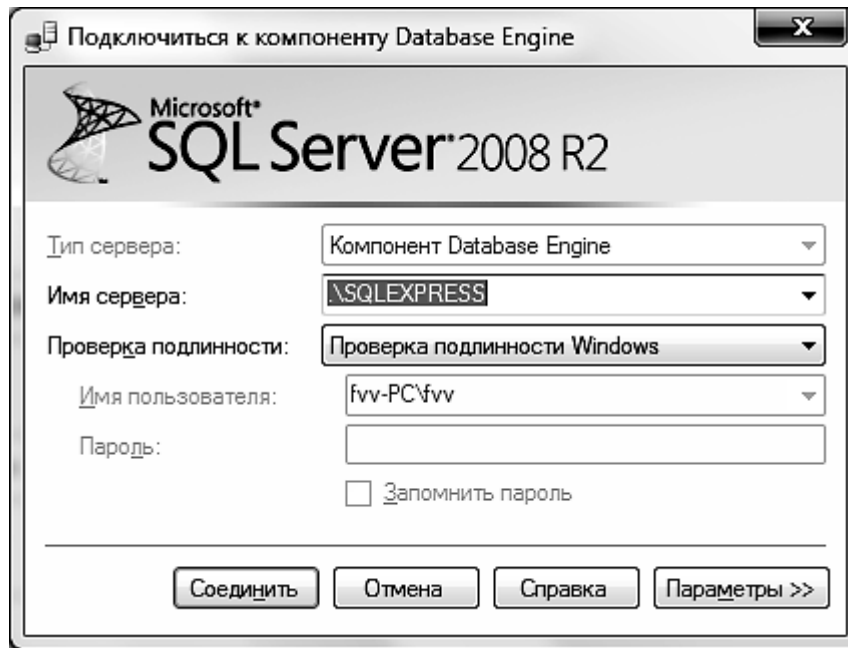 Подключиться к компоненту Database Engine
Microsoft®
SQL Server® 2008 R2
Тип сервера: Компонент Database Engine
Имя сервера: .\SQLEXPRESS
Проверка подлинности: Проверка подлинности Windows
Имя пользователя: fvv-PC\fvv
Пароль:
Запомнить пароль
Соединить Отмена Справка Параметры >>